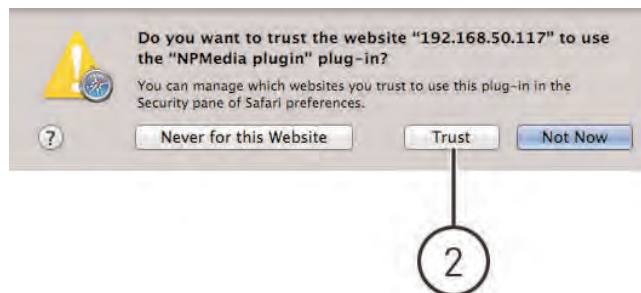 Do you want to trust the website “192.168.50.117” to use
the “NPMedia plugin” plug-in?
You can manage which websites you trust to use this plug-in in the
Security pane of Safari preferences.
?
Never for this Website
Trust
Not Now
2